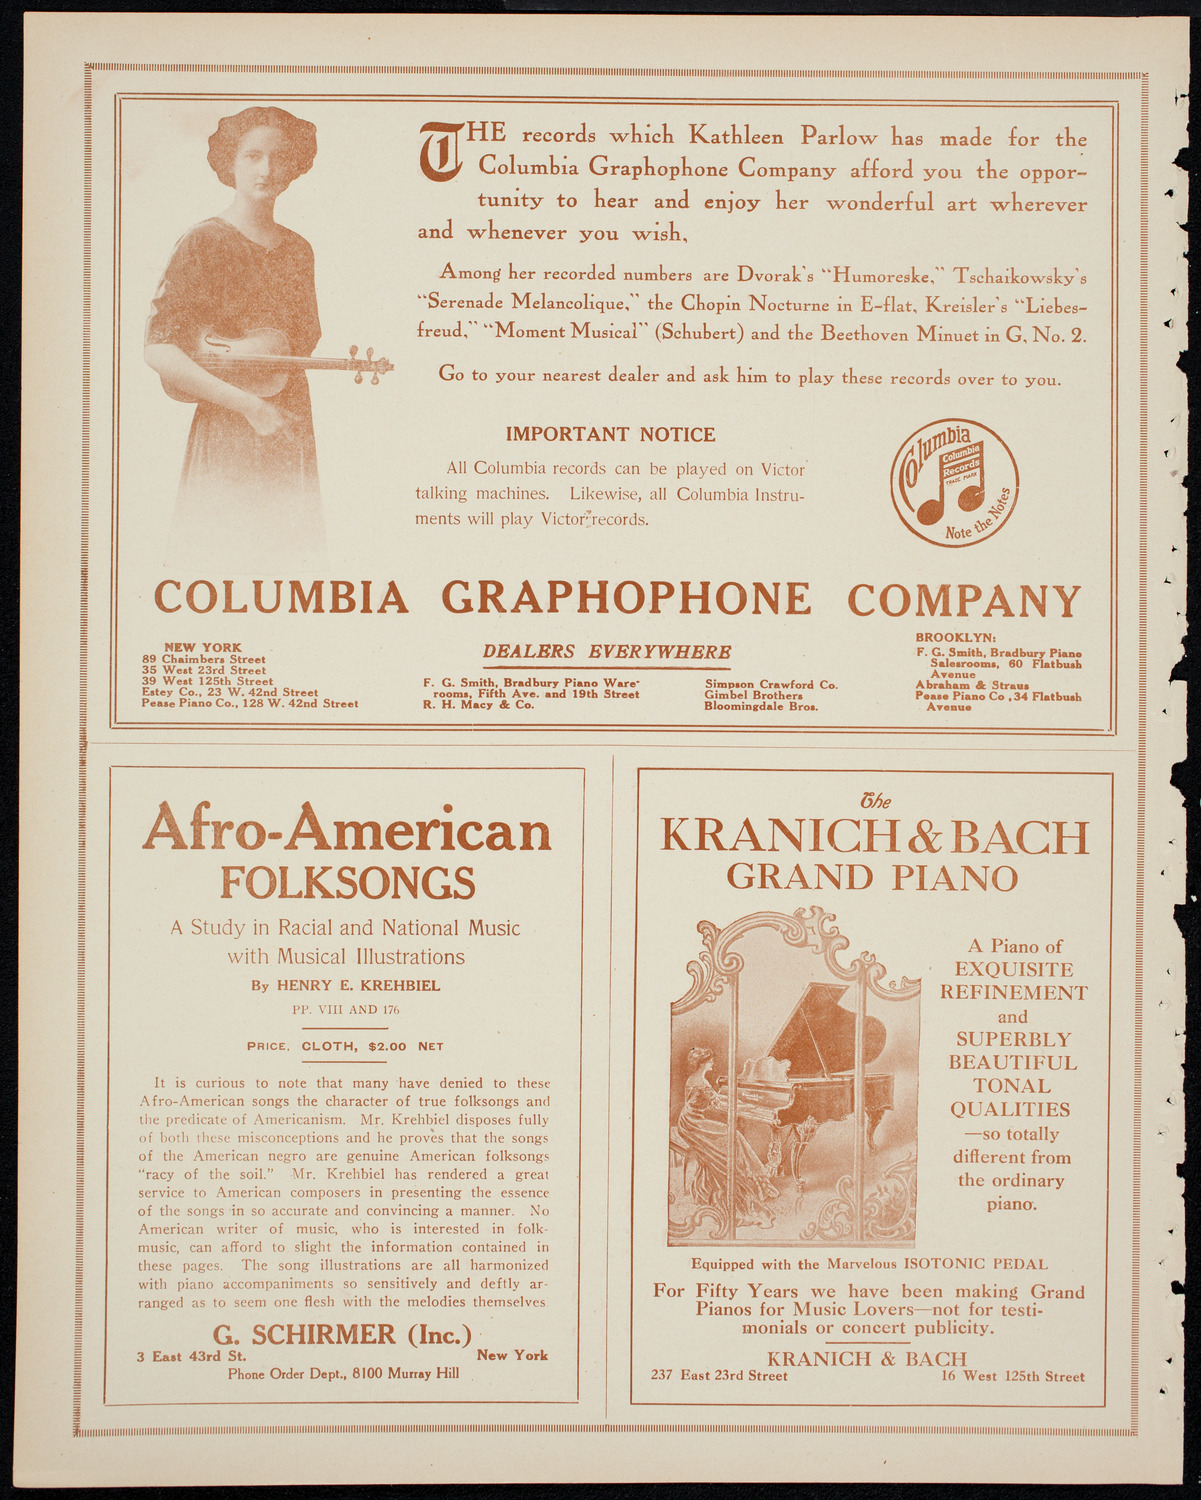 THE records which Kathleen Parlow has made for the
Columbia Graphophone Company afford you the oppor-
tunity to hear and enjoy her wonderful art wherever
and whenever you wish.
Among her recorded numbers are Dvorak's "Humoreske," Tschaikowsky's
"Serenade Melancolique," the Chopin Nocturne in E-flat, Kreisler's "Liebes-
freud," "Moment Musical" (Schubert) and the Beethoven Minuet in G, No. 2.
Go to your nearest dealer and ask him to play these records over to you.
IMPORTANT NOTICE
All Columbia records can be played on Victor
talking machines. Likewise, all Columbia Instru-
ments will play Victor records.
Columbia
Columbia
Records
TRADE MARK
Note the Notes
COLUMBIA GRAPHOPHONE COMPANY
NEW YORK
89 Chaimbers Street
35 West 23rd Street
39 West 125th Street
Estey Co., 23 W. 42nd Street
Pease Piano Co., 128 W. 42nd Street
DEALERS EVERYWHERE
F. G. Smith, Bradbury Piano Ware-
rooms, Fifth Ave. and 19th Street
R. H. Macy & Co.
Simpson Crawford Co.
Gimbel Brothers
Bloomingdale Bros.
BROOKLYN:
F. G. Smith, Bradbury Piano
Salesrooms, 60 Flatbush
Avenue
Abraham & Straus
Pease Piano Co., 34 Flatbush
Avenue
Afro-American
FOLKSONGS
A Study in Racial and National Music
with Musical Illustrations
By HENRY E. KREHBIEL
PP. VIII AND 176
PRICE, CLOTH, $2.00 NET
It is curious to note that many have denied to these
Afro-American songs the character of true folksongs and
the predicate of Americanism. Mr. Krehbiel disposes fully
of both these misconceptions and he proves that the songs
of the American negro are genuine American folksongs
"racy of the soil." Mr. Krehbiel has rendered a great
service to American composers in presenting the essence
of the songs in so accurate and convincing a manner. No
American writer of music, who is interested in folk-
music, can afford to slight the information contained in
these pages. The song illustrations are all harmonized
with piano accompaniments so sensitively and deftly ar-
ranged as to seem one flesh with the melodies themselves
G. SCHIRMER (Inc.)
3 East 43rd St. New York
Phone Order Dept., 8100 Murray Hill
The
KRANICH & BACH
GRAND PIANO
A Piano of
EXQUISITE
REFINEMENT
and
SUPERBLY
BEAUTIFUL
TONAL
QUALITIES
—so totally
different from
the ordinary
piano.
Equipped with the Marvelous ISOTONIC PEDAL
For Fifty Years we have been making Grand
Pianos for Music Lovers—not for testi-
monials or concert publicity.
KRANICH & BACH
237 East 23rd Street 16 West 125th Street